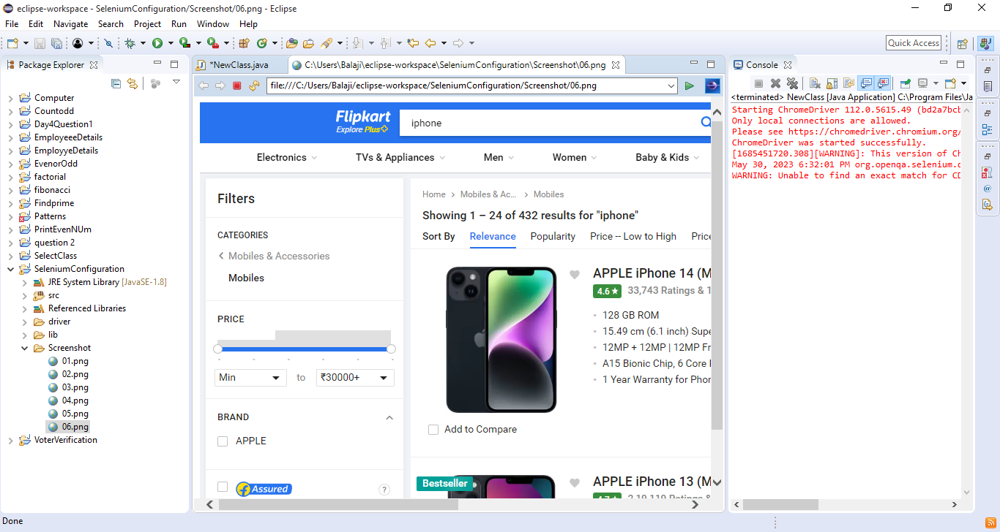 eclipse-workspace - SeleniumConfiguration/Screenshot/06.png - Eclipse
File Edit Navigate Search Project Run Window Help
Quick Access
Package Explorer
Computer
Countodd
Day4Question1
EmployeeeDetails
EmployyeDetails
EvenorOdd
factorial
fibonacci
Findprime
Patterns
PrintEvenNUm
question 2
SelectClass
SeleniumConfiguration
JRE System Library [JavaSE-1.8]
src
Referenced Libraries
driver
lib
Screenshot
01.png
02.png
03.png
04.png
05.png
06.png
VoterVerification
*NewClass.java
C:\Users\Balaji\eclipse-workspace\SeleniumConfiguration\Screenshot\06.png
file:///C:/Users/Balaji/eclipse-workspace/SeleniumConfiguration/Screenshot/06.png
Flipkart
Explore Plus
iphone
Electronics TVs & Appliances Men Women Baby & Kids
Filters
CATEGORIES
Mobiles & Accessories
Mobiles
PRICE
Min to ₹30000+
BRAND
APPLE
Assured
?
Home Mobiles & Ac... Mobiles
Showing 1 – 24 of 432 results for "iphone"
Sort By Relevance Popularity Price -- Low to High Price
APPLE iPhone 14 (M
4.6 33,743 Ratings & 1
128 GB ROM
15.49 cm (6.1 inch) Supe
12MP + 12MP | 12MP Fr
A15 Bionic Chip, 6 Core
1 Year Warranty for Phon
Add to Compare
Bestseller
APPLE iPhone 13 (M
4.7 2,19,119 Ratings &
Console
<terminated> NewClass [Java Application] C:\Program Files\Ja
Starting ChromeDriver 112.0.5615.49 (bd2a7bcb
Only local connections are allowed.
Please see https://chromedriver.chromium.org/
ChromeDriver was started successfully.
[1685451720.308][WARNING]: This version of Ch
May 30, 2023 6:32:01 PM org.openqa.selenium.d
WARNING: Unable to find an exact match for CD
Done